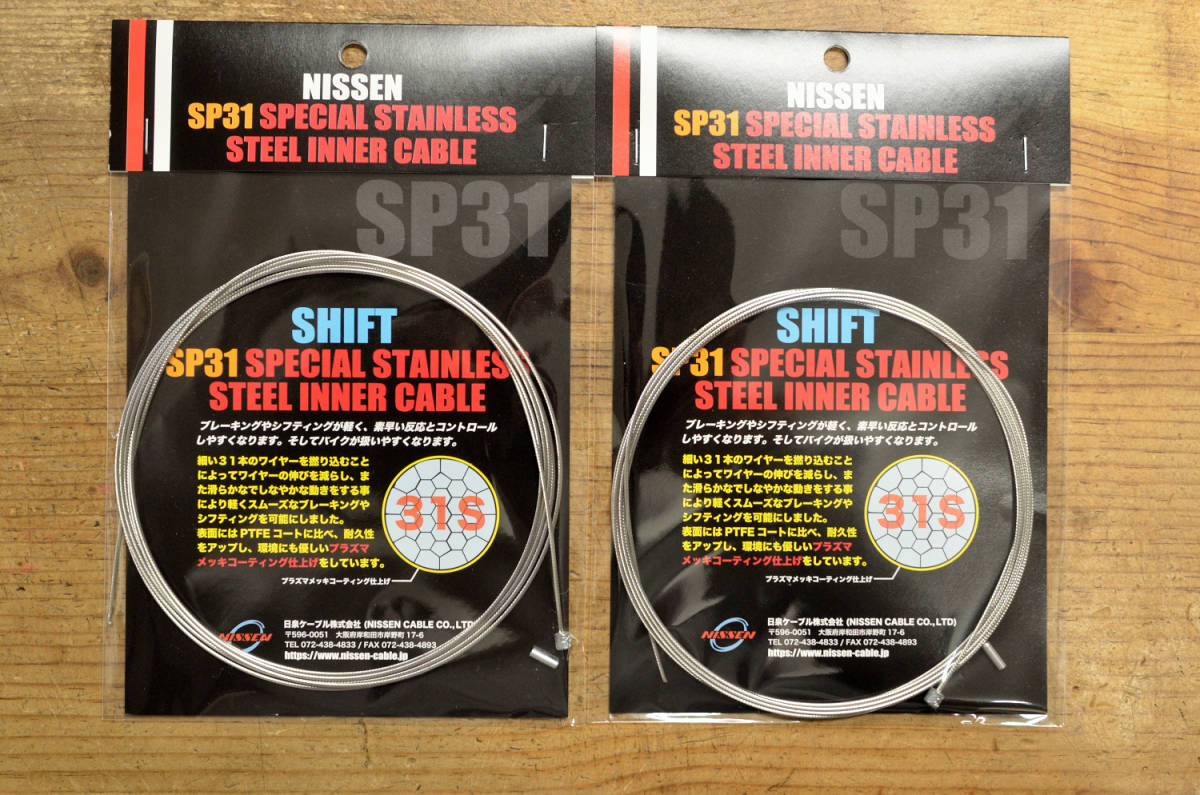 NISSEN
SP31 SPECIAL STAINLESS
STEEL INNER CABLE
SP31
SHIFT
SP31 SPECIAL STAINLESS
STEEL INNER CABLE
ブレーキングやシフティングが軽く、素早い反応とコントロール
しやすくなります。そしてバイクが扱いやすくなります。
細い31本のワイヤーを撚り込むこと
によってワイヤーの伸びを減らし、ま
た滑らかなでしなやかな動きをする事
により軽くスムーズなブレーキングや
シフティングを可能にしました。
表面にはPTFEコートに比べ、耐久性
をアップし、環境にも優しいプラズマ
メッキコーティング仕上げをしています。
31S
プラズマメッキコーティング仕上げ
NISSEN
日泉ケーブル株式会社 (NISSEN CABLE CO.,LTD)
〒596-0051 大阪府岸和田市岸野町 17-6
TEL 072-438-4833 / FAX 072-438-4893
https://www.nissen-cable.jp
NISSEN
SP31 SPECIAL STAINLESS
STEEL INNER CABLE
SP31
SHIFT
SP31 SPECIAL STAINLESS
STEEL INNER CABLE
ブレーキングやシフティングが軽く、素早い反応とコントロール
しやすくなります。そしてバイクが扱いやすくなります。
細い31本のワイヤーを撚り込むこと
によってワイヤーの伸びを減らし、ま
た滑らかなでしなやかな動きをする事
により軽くスムーズなブレーキングや
シフティングを可能にしました。
表面にはPTFEコートに比べ、耐久性
をアップし、環境にも優しいプラズマ
メッキコーティング仕上げをしています。
31S
プラズマメッキコーティング仕上げ
NISSEN
日泉ケーブル株式会社 (NISSEN CABLE CO.,LTD)
〒596-0051 大阪府岸和田市岸野町 17-6
TEL 072-438-4833 / FAX 072-438-4893
https://www.nissen-cable.jp